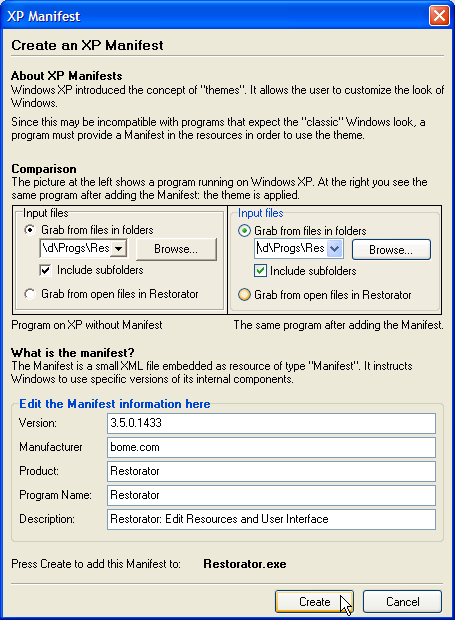 XP Manifest
Create an XP Manifest
About XP Manifests
Windows XP introduced the concept of "themes". It allows the user to customize the look of
Windows.
Since this may be incompatible with programs that expect the "classic" Windows look, a
program must provide a Manifest in the resources in order to use the theme.
Comparison
The picture at the left shows a program running on Windows XP. At the right you see the
same program after adding the Manifest: the theme is applied.
Input files
Grab from files in folders
\d\Progs\Res
Browse...
Include subfolders
Grab from open files in Restorator
Input files
Grab from files in folders
\d\Progs\Res
Browse...
Include subfolders
Grab from open files in Restorator
Program on XP without Manifest
The same program after adding the Manifest.
What is the manifest?
The Manifest is a small XML file embedded as resource of type "Manifest". It instructs
Windows to use specific versions of its internal components.
Edit the Manifest information here
Version: 3.5.0.1433
Manufacturer bome.com
Product: Restorator
Program Name: Restorator
Description: Restorator: Edit Resources and User Interface
Press Create to add this Manifest to: Restorator.exe
Create Cancel